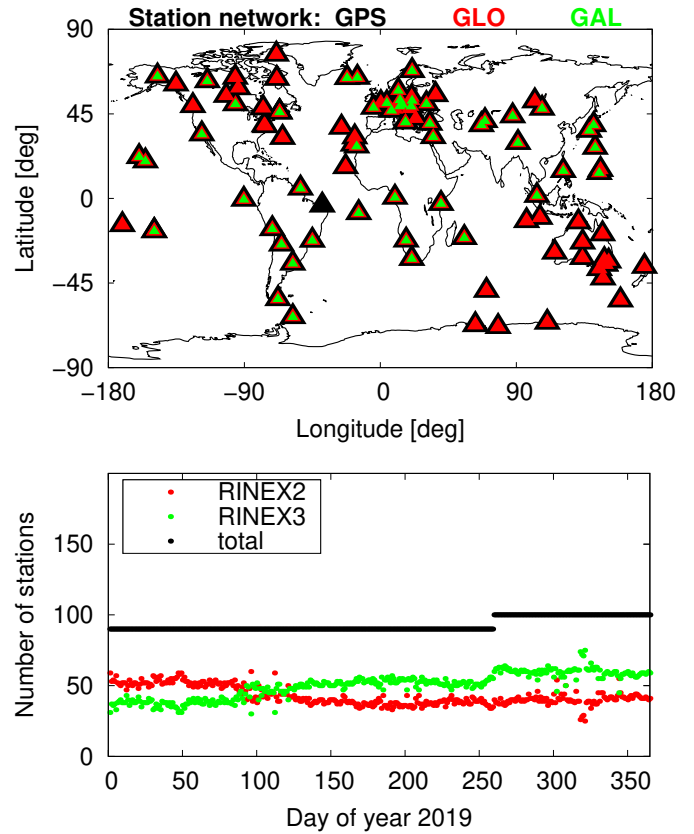 Station network: GPS GLO GAL
90
45
0
−45
−90
Latitude [deg]
−180 −90 0 90 180
Longitude [deg]
RINEX2
RINEX3
total
150
100
50
0
Number of stations
0 50 100 150 200 250 300 350
Day of year 2019